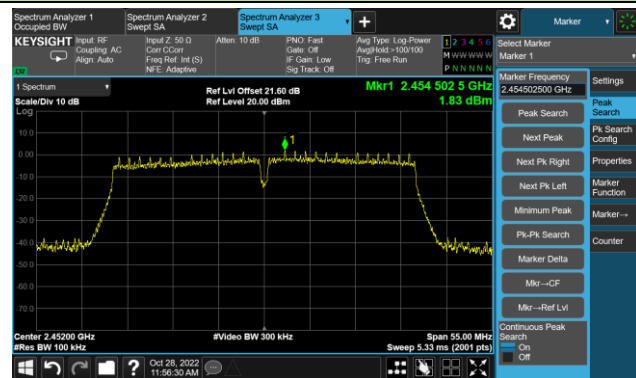 Spectrum Analyzer 1
Occupied BW
Spectrum Analyzer 2
Swept SA
Spectrum Analyzer 3
Swept SA
Marker
KEYSIGHT
Input: RF
Coupling: AC
Align: Auto
Input Z: 50 Ω
Corr CCorr
Freq Ref: Int (S)
NFE: Adaptive
Atten: 10 dB
PNO: Fast
Gate: Off
IF Gain: Low
Sig Track: Off
Avg Type: Log-Power
Avg|Hold:>100/100
Trig: Free Run
1 2 3 4 5 6
M W W W W W
P N N N N N
Select Marker
Marker 1
LW
1 Spectrum
Scale/Div 10 dB
Log
Ref Lvl Offset 21.60 dB
Ref Level 20.00 dBm
Mkr1 2.454 502 5 GHz
1.83 dBm
10.0
0.00
-10.0
-20.0
-30.0
-40.0
-50.0
-60.0
-70.0
1
Center 2.45200 GHz
#Res BW 100 kHz
#Video BW 300 kHz
Span 55.00 MHz
Sweep 5.33 ms (2001 pts)
Marker Frequency
2.454502500 GHz
Peak Search
Next Peak
Next Pk Right
Next Pk Left
Minimum Peak
Pk-Pk Search
Marker Delta
Mkr→CF
Mkr→Ref Lvl
Continuous Peak
Search
On
Off
Settings
Peak
Search
Pk Search
Config
Properties
Marker
Function
Marker→
Counter
?
Oct 28, 2022
11:56:30 AM